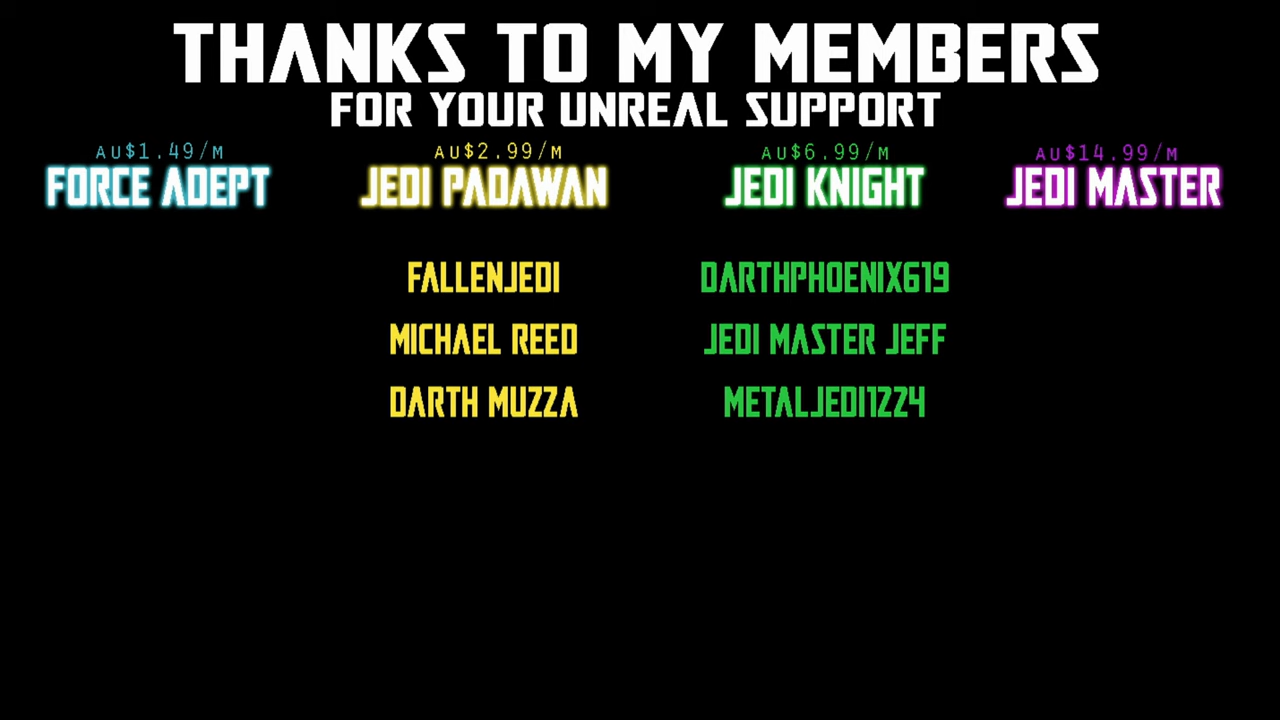 THANKS TO MY MEMBERS
FOR YOUR UNREAL SUPPORT
AU$1.49/M
FORCE ADEPT
AU$2.99/M
JEDI PADAWAN
AU$6.99/M
JEDI KNIGHT
AU$14.99/M
JEDI MASTER
FALLENJEDI
MICHAEL REED
DARTH MUZZA
DARTHPHOENIX619
JEDI MASTER JEFF
METALJEDI1224